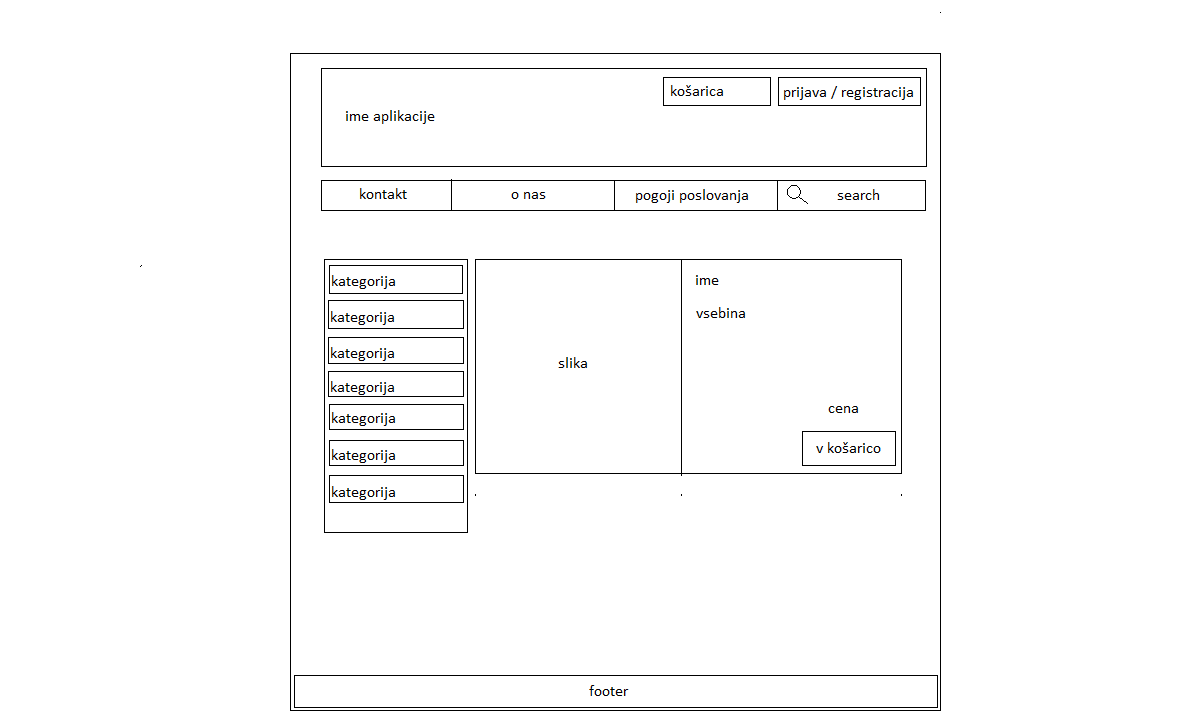 košarica
prijava / registracija
ime aplikacije
kontakt
o nas
pogoji poslovanja
search
kategorija
kategorija
kategorija
kategorija
kategorija
kategorija
kategorija
slika
ime
vsebina
cena
v košarico
footer